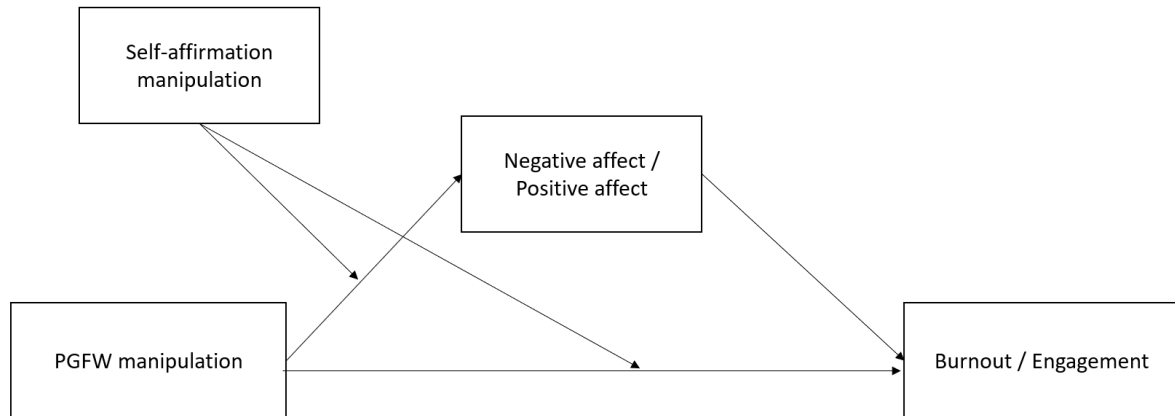 Self-affirmation
manipulation
Negative affect /
Positive affect
PGFW manipulation
Burnout / Engagement